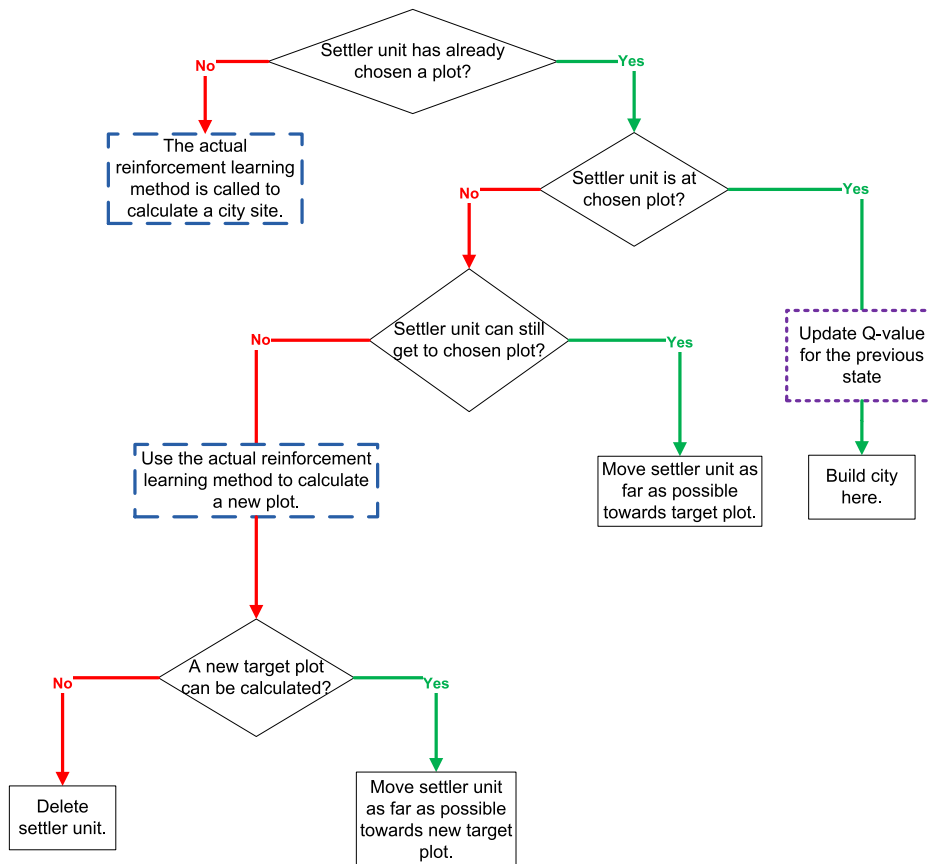 Settler unit has already
chosen a plot?
No
Yes
The actual
reinforcement learning
method is called to
calculate a city site.
Settler unit is at
chosen plot?
No
Yes
Settler unit can still
get to chosen plot?
No
Yes
Update Q-value
for the previous
state
Use the actual reinforcement
learning method to calculate
a new plot.
Move settler unit as
far as possible
towards target plot.
Build city
here.
A new target plot
can be calculated?
No
Yes
Delete
settler unit.
Move settler unit
as far as possible
towards new target
plot.